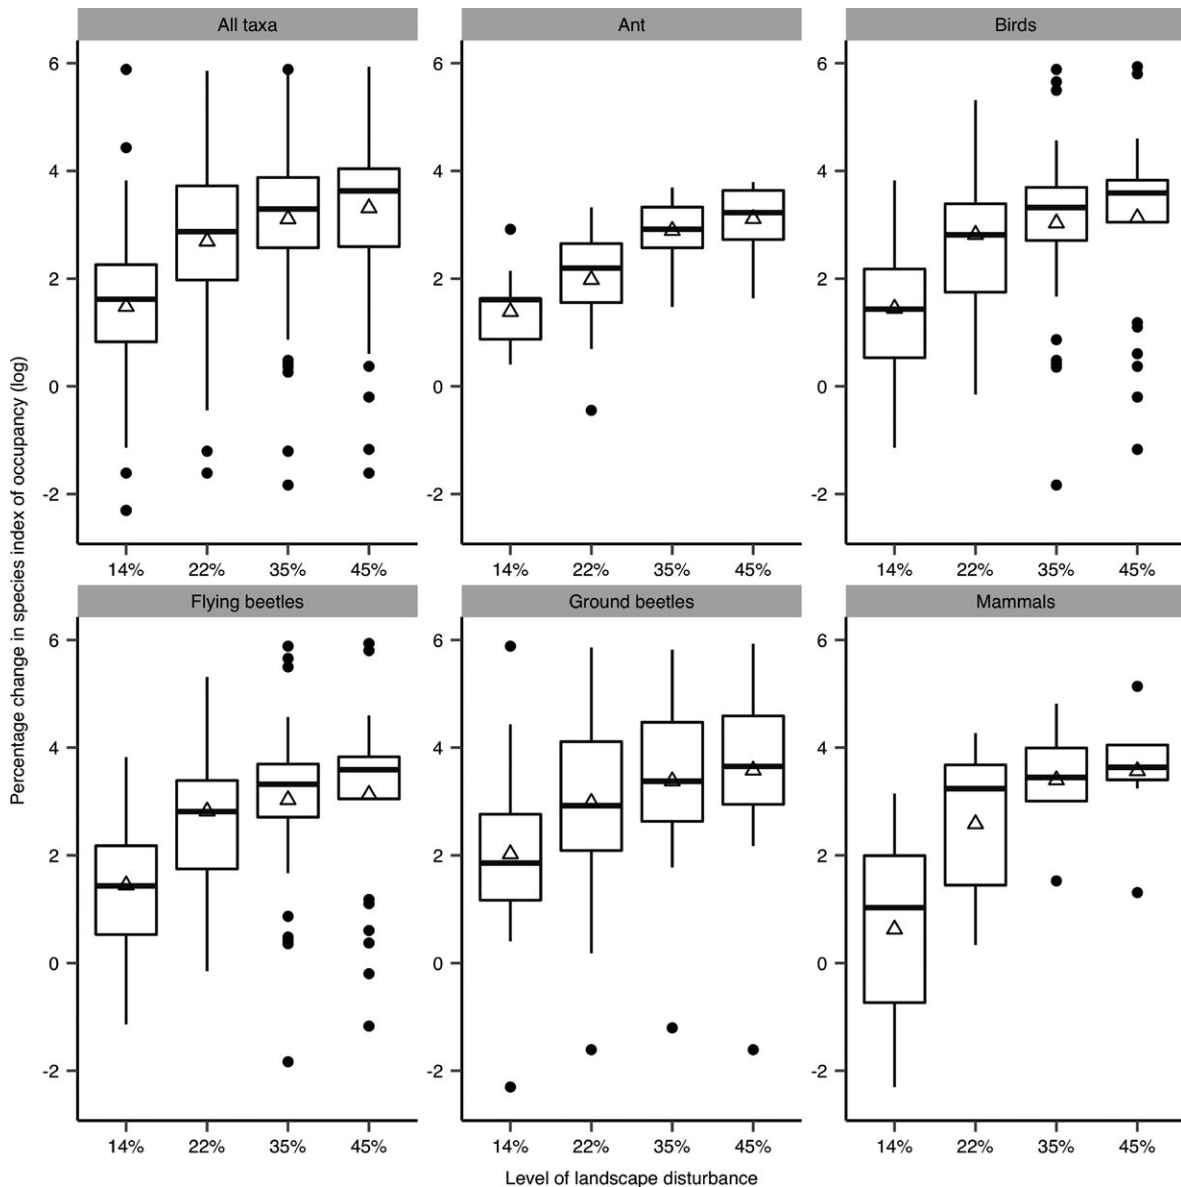 All taxa
Ant
Birds
6
4
2
0
-2
6
4
2
0
-2
6
4
2
0
-2
14% 22% 35% 45%
14% 22% 35% 45%
14% 22% 35% 45%
Percentage change in species index of occupancy (log)
Flying beetles
Ground beetles
Mammals
6
4
2
0
-2
6
4
2
0
-2
6
4
2
0
-2
14% 22% 35% 45%
14% 22% 35% 45%
14% 22% 35% 45%
Level of landscape disturbance